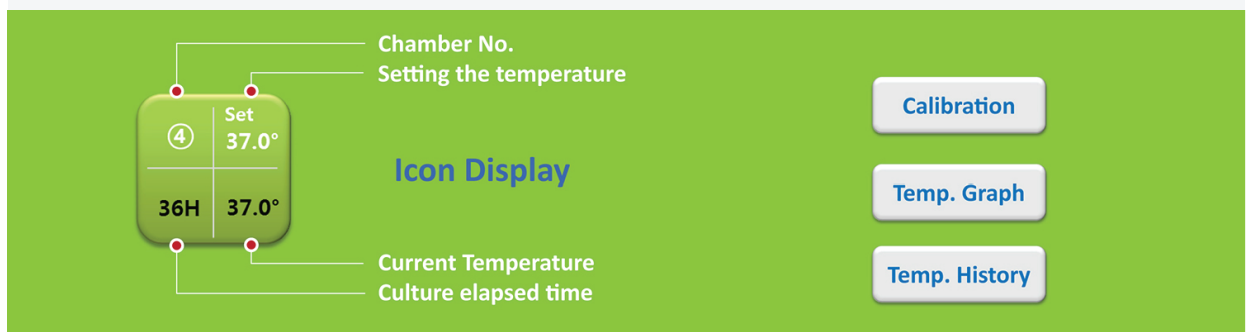 Chamber No.
Setting the temperature
④
Set
37.0°
36H
37.0°
Icon Display
Current Temperature
Culture elapsed time
Calibration
Temp. Graph
Temp. History